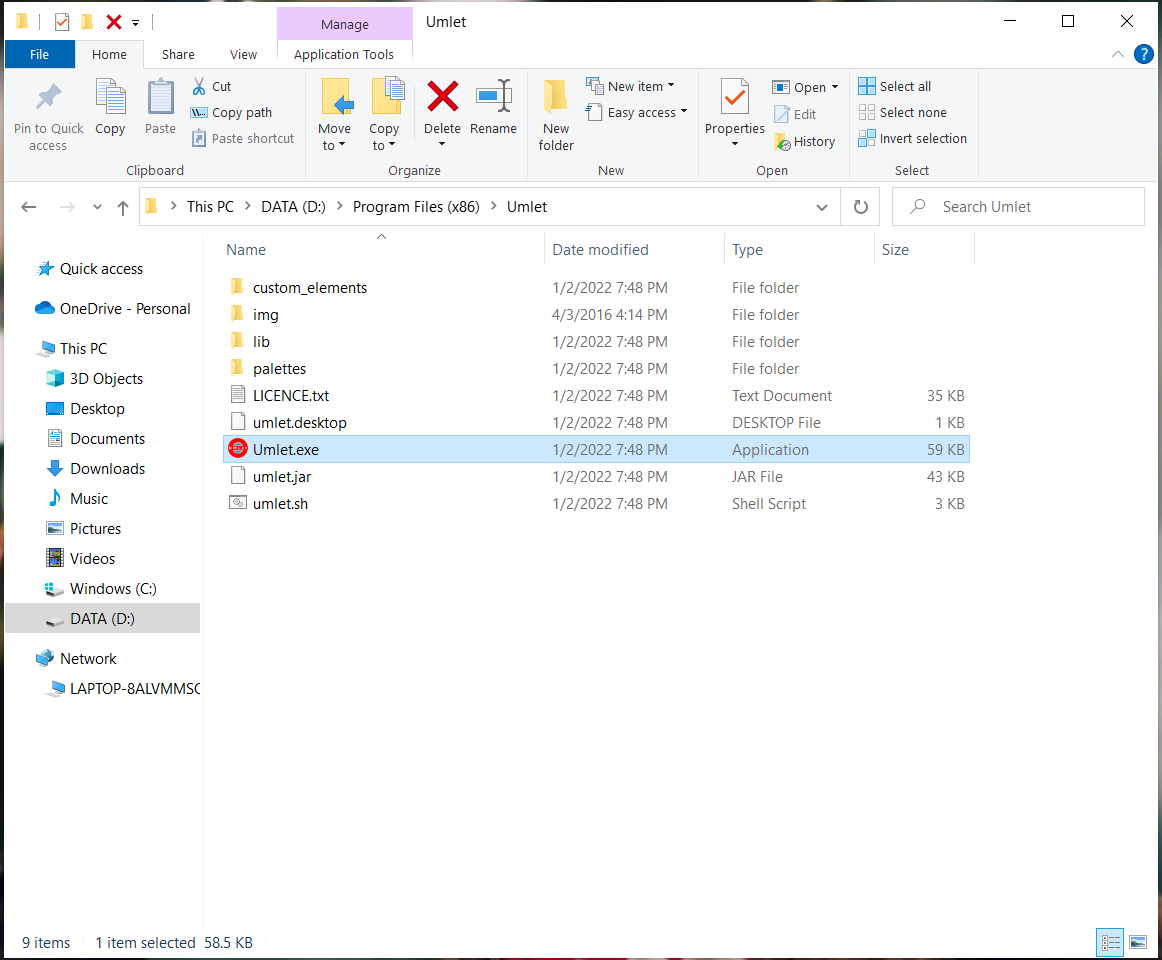 Manage
Umlet
File
Home
Share
View
Application Tools
Pin to Quick access
Copy
Paste
Cut
Copy path
Paste shortcut
Clipboard
Move to
Copy to
Delete
Rename
Organize
New folder
New item
Easy access
New
Properties
Open
Edit
History
Open
Select all
Select none
Invert selection
Select
This PC > DATA (D:) > Program Files (x86) > Umlet
Search Umlet
Quick access
OneDrive - Personal
This PC
3D Objects
Desktop
Documents
Downloads
Music
Pictures
Videos
Windows (C:)
DATA (D:)
Network
LAPTOP-8ALVMMSC
Name Date modified Type Size
custom_elements 1/2/2022 7:48 PM File folder
img 4/3/2016 4:14 PM File folder
lib 1/2/2022 7:48 PM File folder
palettes 1/2/2022 7:48 PM File folder
LICENCE.txt 1/2/2022 7:48 PM Text Document 35 KB
umlet.desktop 1/2/2022 7:48 PM DESKTOP File 1 KB
Umlet.exe 1/2/2022 7:48 PM Application 59 KB
umlet.jar 1/2/2022 7:48 PM JAR File 43 KB
umlet.sh 1/2/2022 7:48 PM Shell Script 3 KB
9 items 1 item selected 58.5 KB